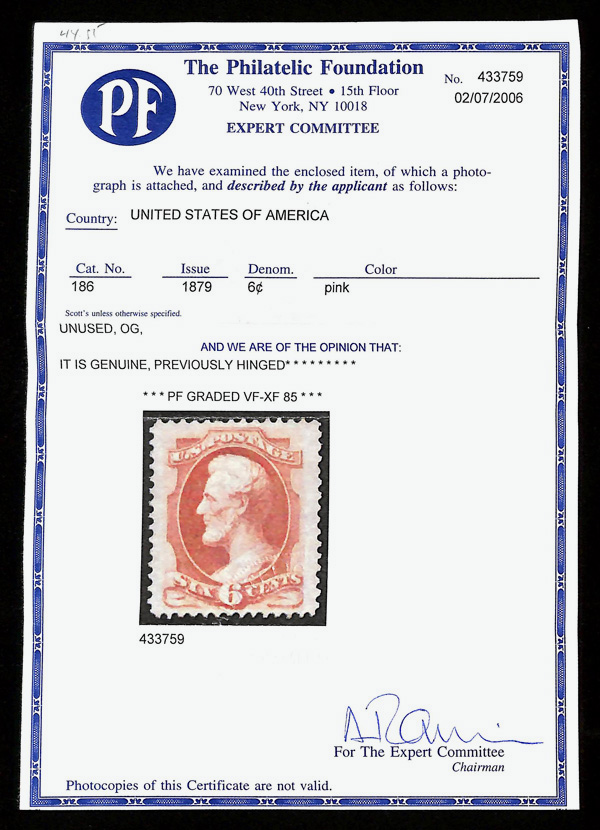 PF
The Philatelic Foundation
70 West 40th Street • 15th Floor
New York, NY 10018
EXPERT COMMITTEE
No. 433759
02/07/2006
We have examined the enclosed item, of which a photo-
graph is attached, and described by the applicant as follows:
Country: UNITED STATES OF AMERICA
Cat. No. Issue Denom. Color
186 1879 6¢ pink
Scott's unless otherwise specified.
UNUSED, OG,
AND WE ARE OF THE OPINION THAT:
IT IS GENUINE, PREVIOUSLY HINGED* * * * * * * * *
* * * PF GRADED VF-XF 85 * * *
U.S. POSTAGE
SIX 6 CENTS
433759
For The Expert Committee
Chairman
Photocopies of this Certificate are not valid.